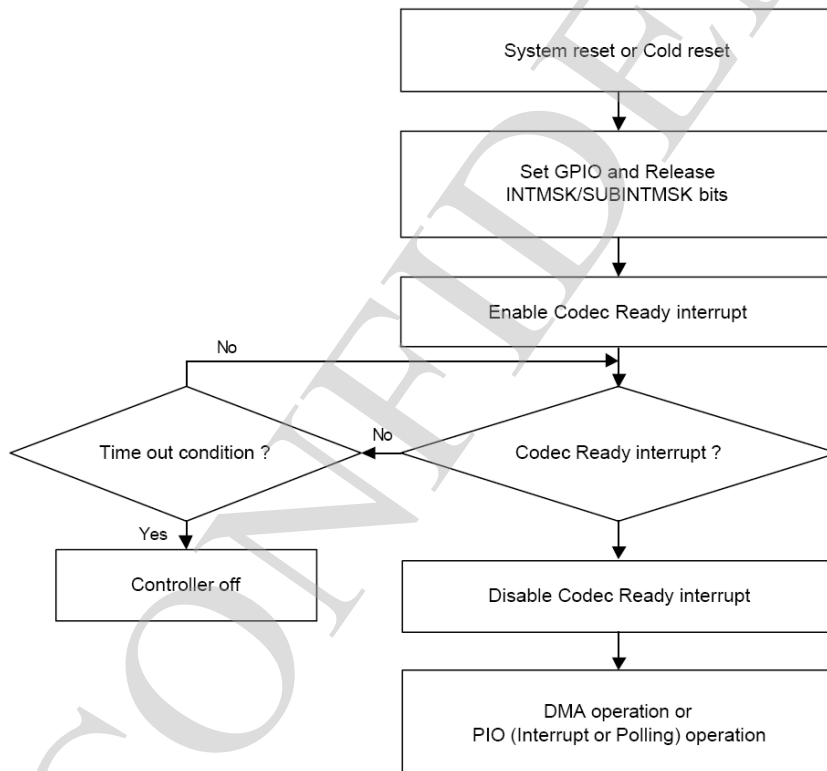 System reset or Cold reset
Set GPIO and Release
INTMSK/SUBINTMSK bits
Enable Codec Ready interrupt
No
Time out condition ?
No
Codec Ready interrupt ?
Yes
Controller off
Disable Codec Ready interrupt
DMA operation or
PIO (Interrupt or Polling) operation
CONFIDE